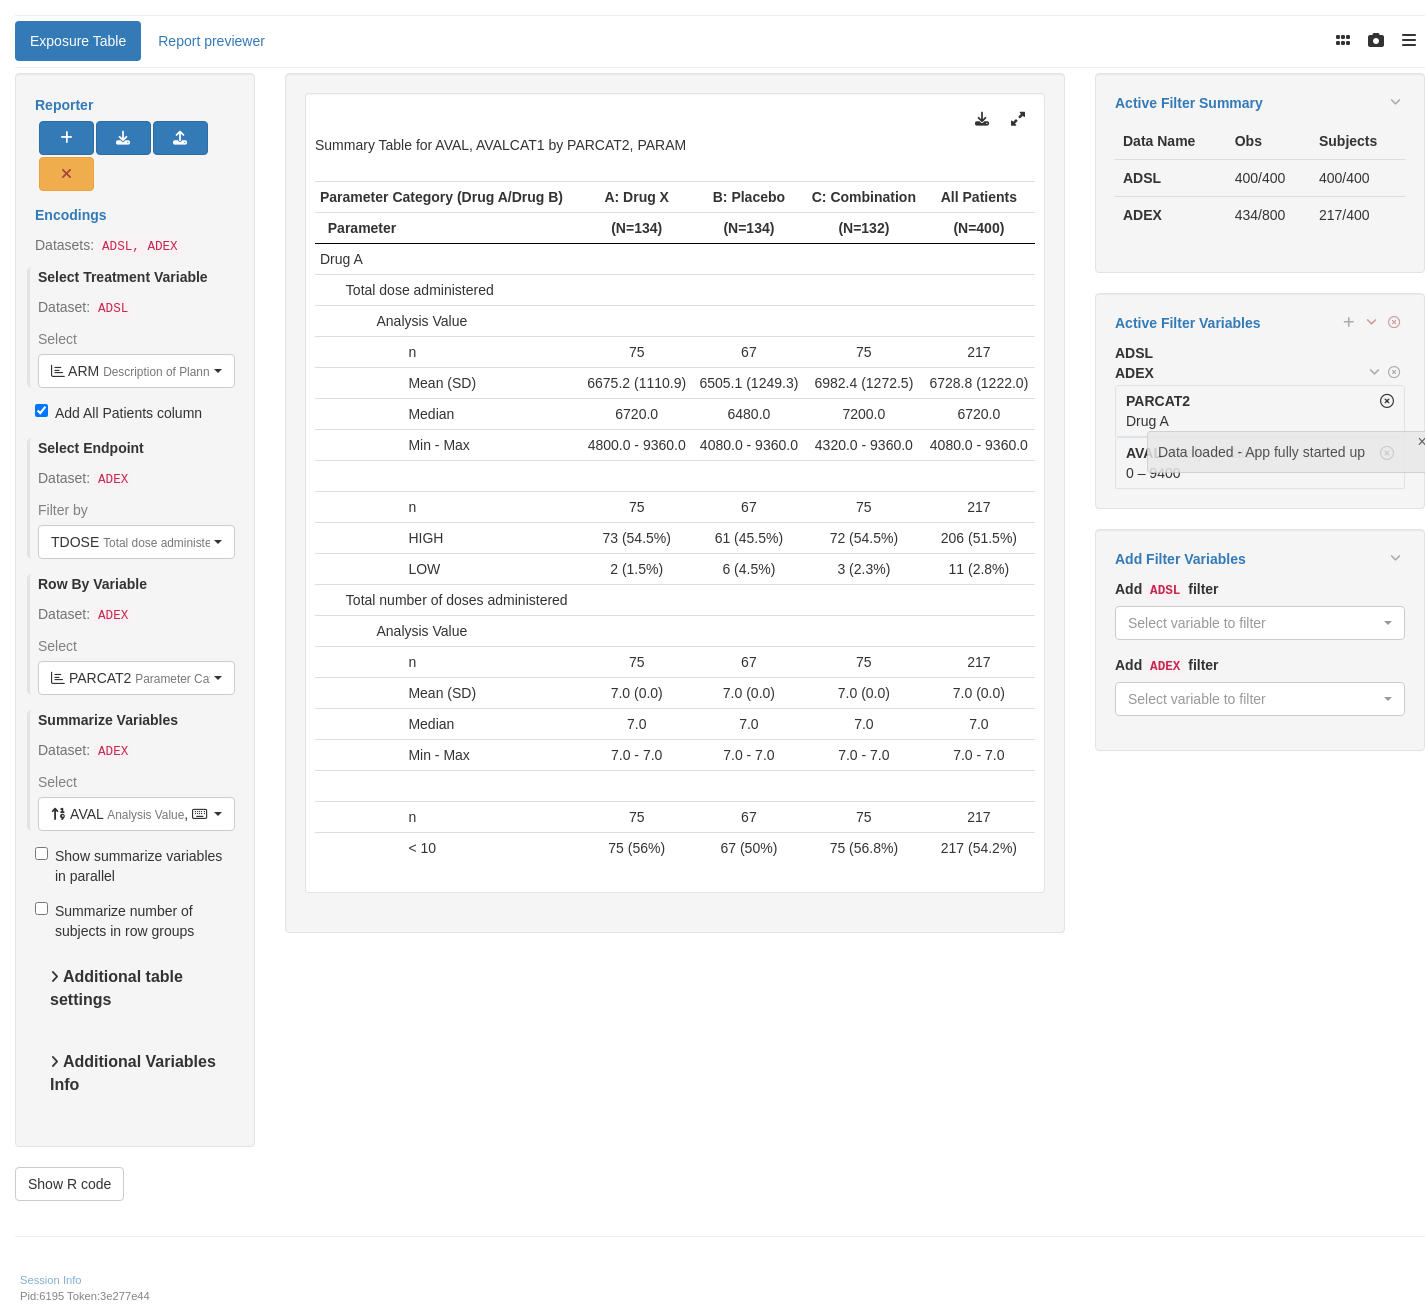 Exposure Table
Report previewer
Reporter
Encodings
Datasets: ADSL, ADEX
Select Treatment Variable
Dataset: ADSL
Select
ARM Description of Plann
Add All Patients column
Select Endpoint
Dataset: ADEX
Filter by
TDOSE Total dose administe
Row By Variable
Dataset: ADEX
Select
PARCAT2 Parameter Ca
Summarize Variables
Dataset: ADEX
Select
AVAL Analysis Value,
Show summarize variables
in parallel
Summarize number of
subjects in row groups
Additional table
settings
Additional Variables
Info
Show R code
Summary Table for AVAL, AVALCAT1 by PARCAT2, PARAM
Parameter Category (Drug A/Drug B) A: Drug X B: Placebo C: Combination All Patients
Parameter (N=134) (N=134) (N=132) (N=400)
Drug A
Total dose administered
Analysis Value
n 75 67 75 217
Mean (SD) 6675.2 (1110.9) 6505.1 (1249.3) 6982.4 (1272.5) 6728.8 (1222.0)
Median 6720.0 6480.0 7200.0 6720.0
Min - Max 4800.0 - 9360.0 4080.0 - 9360.0 4320.0 - 9360.0 4080.0 - 9360.0
n 75 67 75 217
HIGH 73 (54.5%) 61 (45.5%) 72 (54.5%) 206 (51.5%)
LOW 2 (1.5%) 6 (4.5%) 3 (2.3%) 11 (2.8%)
Total number of doses administered
Analysis Value
n 75 67 75 217
Mean (SD) 7.0 (0.0) 7.0 (0.0) 7.0 (0.0) 7.0 (0.0)
Median 7.0 7.0 7.0 7.0
Min - Max 7.0 - 7.0 7.0 - 7.0 7.0 - 7.0 7.0 - 7.0
n 75 67 75 217
< 10 75 (56%) 67 (50%) 75 (56.8%) 217 (54.2%)
Active Filter Summary
Data Name Obs Subjects
ADSL 400/400 400/400
ADEX 434/800 217/400
Active Filter Variables
ADSL
ADEX
PARCAT2
Drug A
Data loaded - App fully started up
0 – 9400
Add Filter Variables
Add ADSL filter
Select variable to filter
Add ADEX filter
Select variable to filter
Session Info
Pid:6195 Token:3e277e44